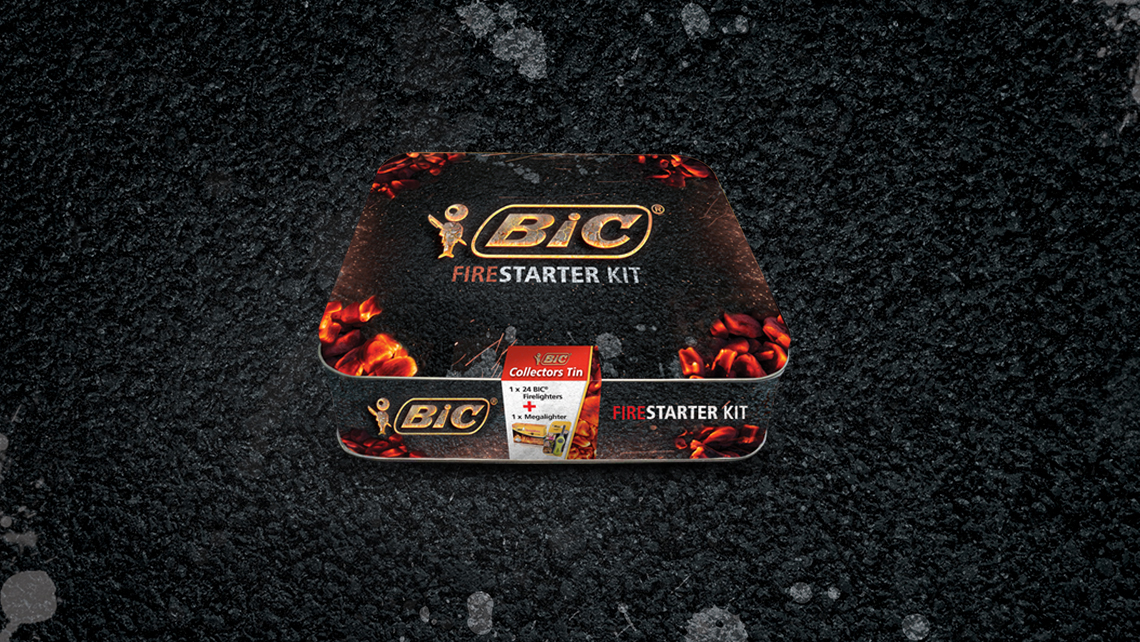 BiC®
FIRESTARTER KIT
BiC
Collectors Tin
1 x 24 BIC®
Firelighters
+
1 x Megalighter
BiC®
FIRESTARTER KIT